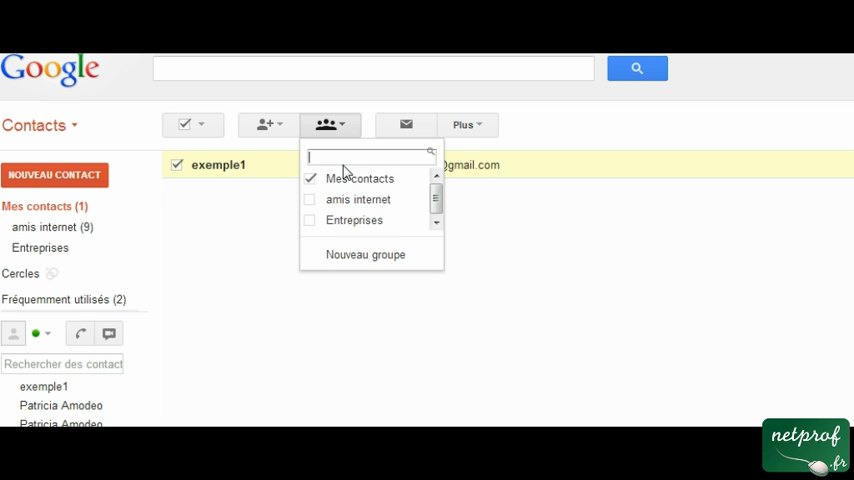 Google
Contacts
Plus
NOUVEAU CONTACT
exemple1
@gmail.com
Mes contacts
Mes contacts (1)
amis internet
amis internet (9)
Entreprises
Entreprises
Nouveau groupe
Cercles
Fréquemment utilisés (2)
Rechercher des contact
exemple1
Patricia Amodeo
Patricia Amodeo
netprof
.fr